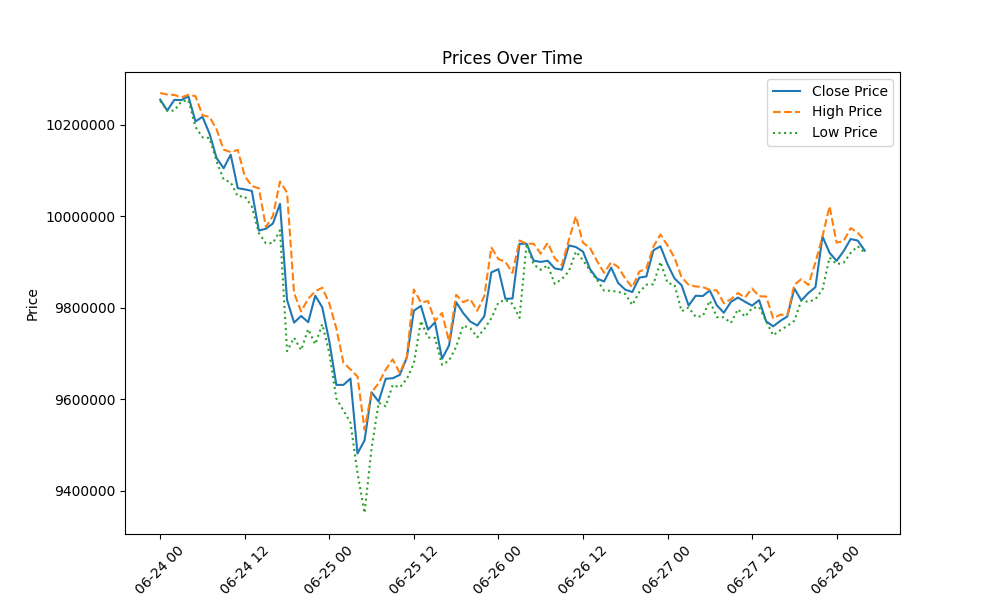 Prices Over Time
Close Price
High Price
Low Price
Price
10200000
10000000
9800000
9600000
9400000
06-24 00
06-24 12
06-25 00
06-25 12
06-26 00
06-26 12
06-27 00
06-27 12
06-28 00